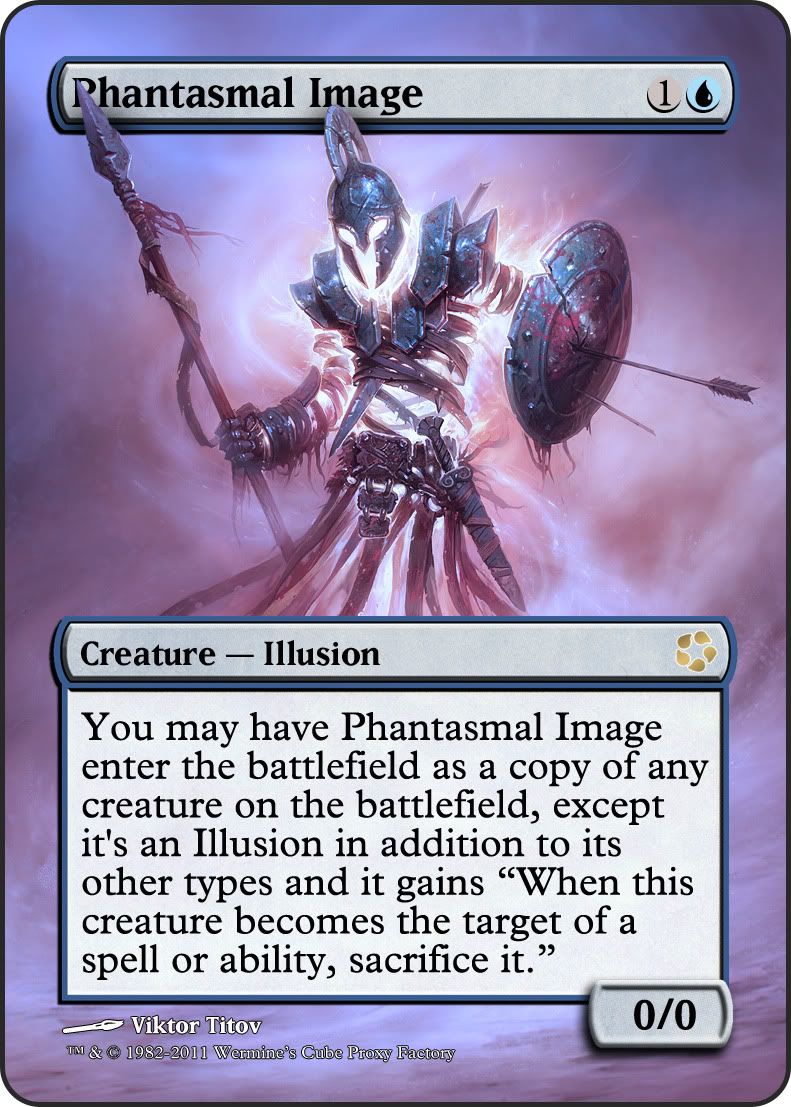 Phantasmal Image 1
Creature — Illusion
You may have Phantasmal Image
enter the battlefield as a copy of any
creature on the battlefield, except
it's an Illusion in addition to its
other types and it gains “When this
creature becomes the target of a
spell or ability, sacrifice it.”
0/0
Viktor Titov
™ & © 1982-2011 Wermine's Cube Proxy Factory